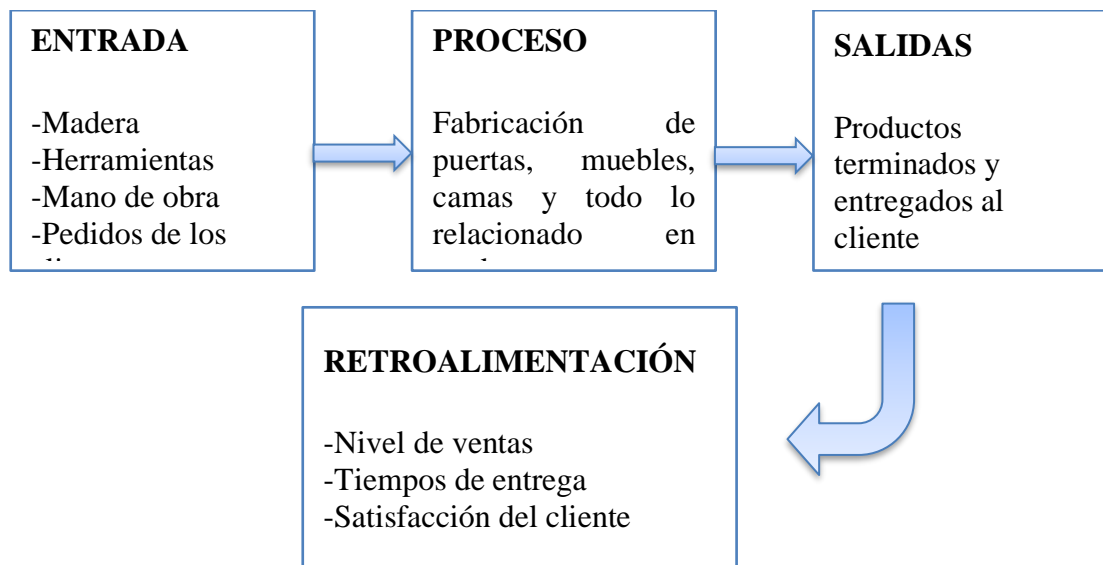 ENTRADA
-Madera
-Herramientas
-Mano de obra
-Pedidos de los
PROCESO
Fabricación de
puertas, muebles,
camas y todo lo
relacionado en
SALIDAS
Productos
terminados y
entregados al
cliente
RETROALIMENTACIÓN
-Nivel de ventas
-Tiempos de entrega
-Satisfacción del cliente